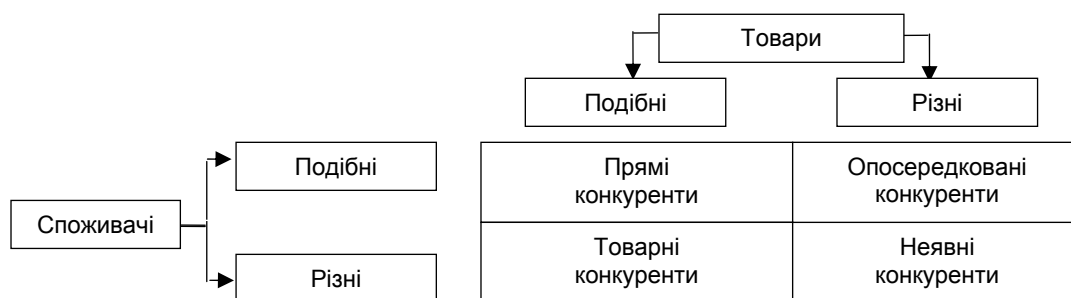 Товари
Подібні
Різні
Подібні
Прямі
конкуренти
Опосередковані
конкуренти
Споживачі
Різні
Товарні
конкуренти
Неявні
конкуренти